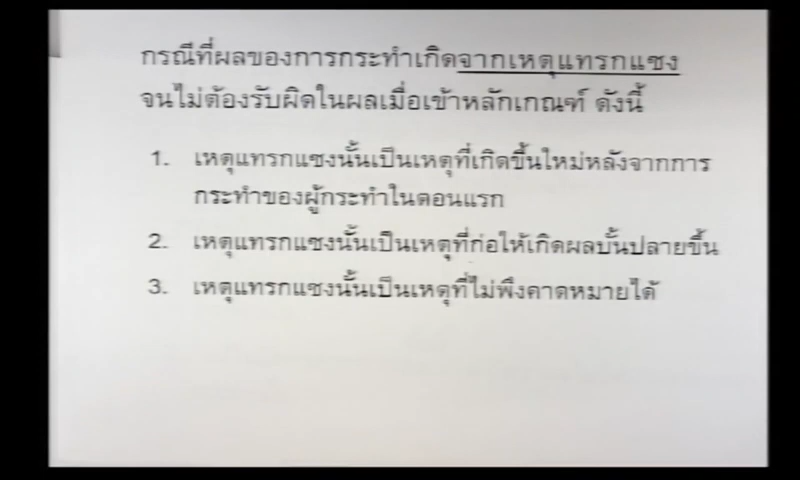 กรณีที่ผลของการกระทำเกิดจากเหตุแทรกแซง
จนไม่ต้องรับผิดในผลเมื่อเข้าหลักเกณฑ์ ดังนี้
1. เหตุแทรกแซงนั้นเป็นเหตุที่เกิดขึ้นใหม่หลังจากการ
กระทำของผู้กระทำในตอนแรก
2. เหตุแทรกแซงนั้นเป็นเหตุที่ก่อให้เกิดผลบั้นปลายขึ้น
3. เหตุแทรกแซงนั้นเป็นเหตุที่ไม่พึงคาดหมายได้